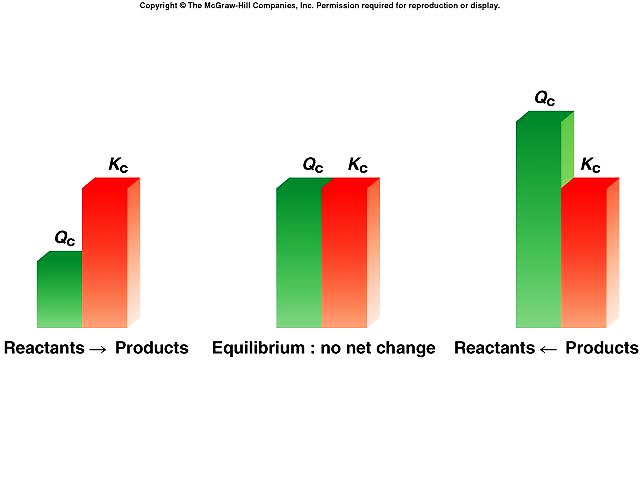 Copyright © The McGraw-Hill Companies, Inc. Permission required for reproduction or display.
Qc
Kc
Reactants → Products
Qc Kc
Equilibrium : no net change
Qc
Kc
Reactants ← Products